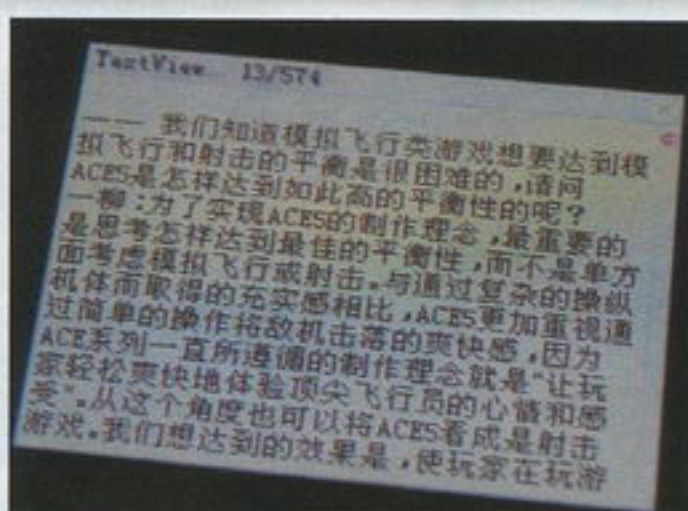 TextView 13/574
—— 我们知道模拟飞行类游戏想要达到模
拟飞行和射击的平衡是很困难的,请问
ACE5是怎样达到如此高的平衡性的呢?
一柳:为了实现ACE5的制作理念,最重要的
是思考怎样达到最佳的平衡性,而不是单方
面考虑模拟飞行或射击。与通过复杂的操纵
机体而取得的充实感相比,ACE5更加重视通
过简单的操作将敌机击落的爽快感,因为
ACE系列一直所遵循的制作理念就是“让玩
家轻松爽快地体验顶尖飞行员的心情和感
受”。从这个角度也可以将ACE5看成是射击
游戏。我们想达到的效果是,使玩家在玩游